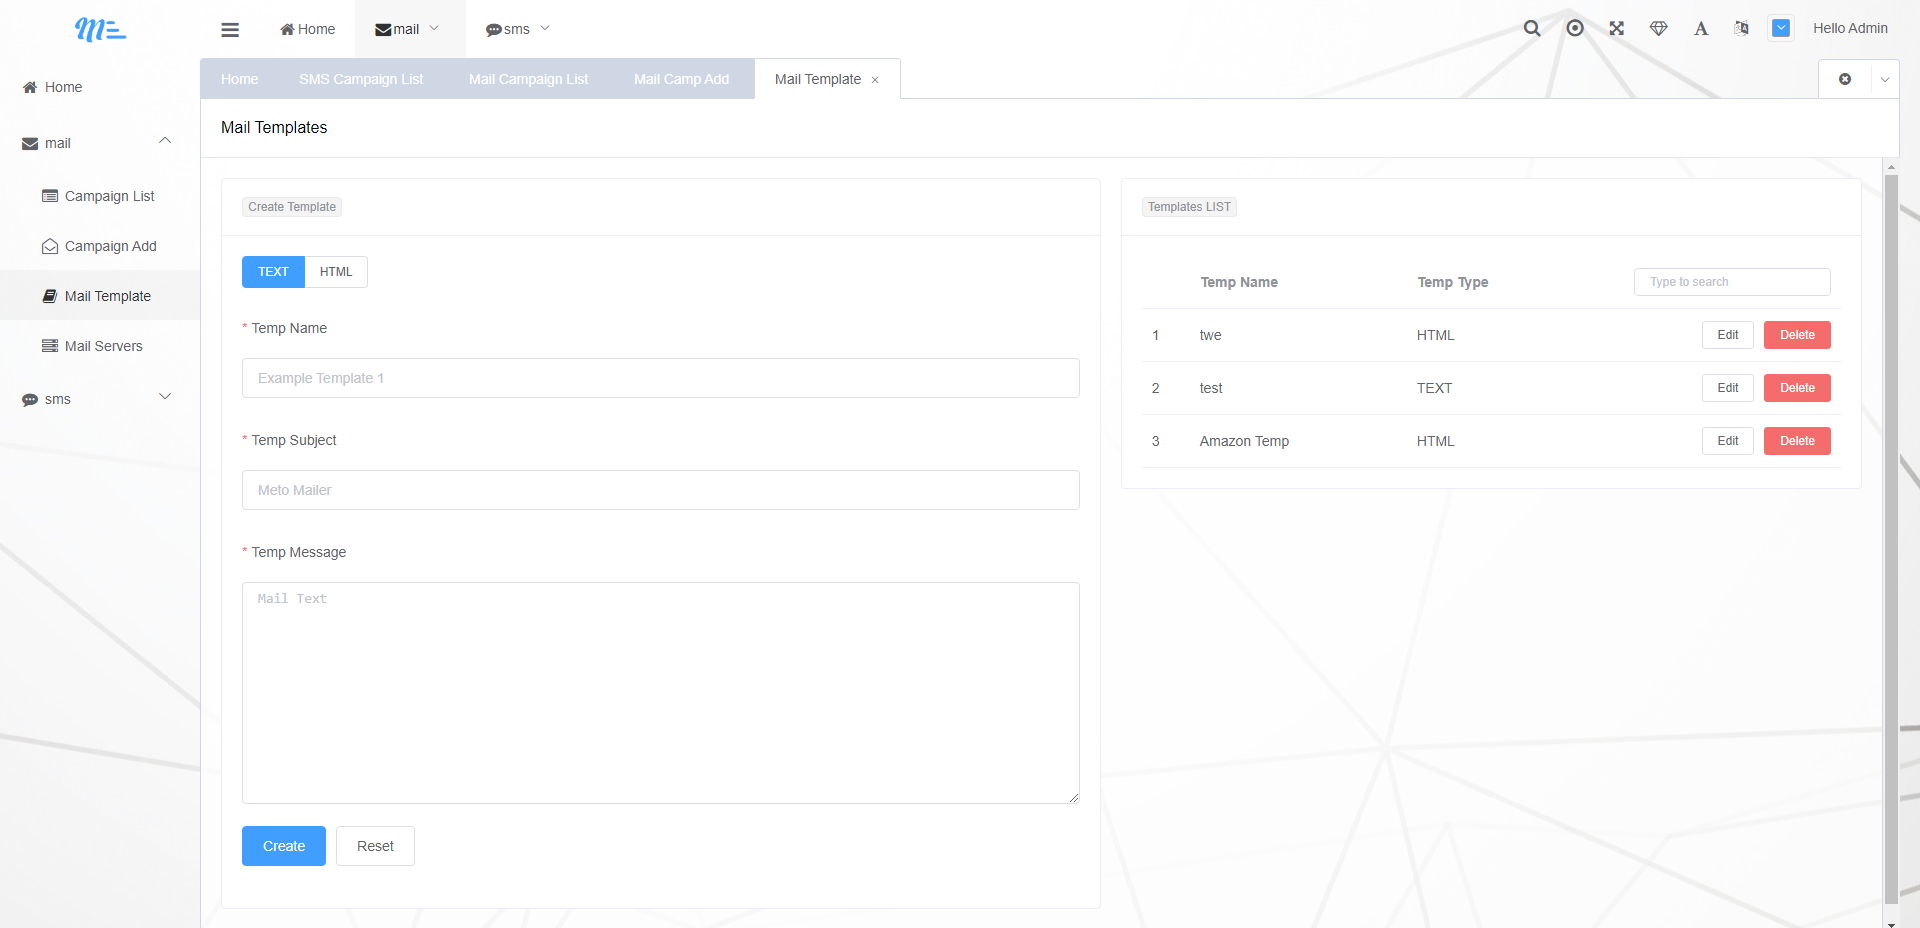 Home
mail
sms
Hello Admin
Home
mail
Campaign List
Campaign Add
Mail Template
Mail Servers
sms
Home
SMS Campaign List
Mail Campaign List
Mail Camp Add
Mail Template
Mail Templates
Create Template
TEXT
HTML
* Temp Name
Example Template 1
* Temp Subject
Meto Mailer
* Temp Message
Mail Text
Create
Reset
Templates LIST
Temp Name Temp Type Type to search
1 twe HTML Edit Delete
2 test TEXT Edit Delete
3 Amazon Temp HTML Edit Delete